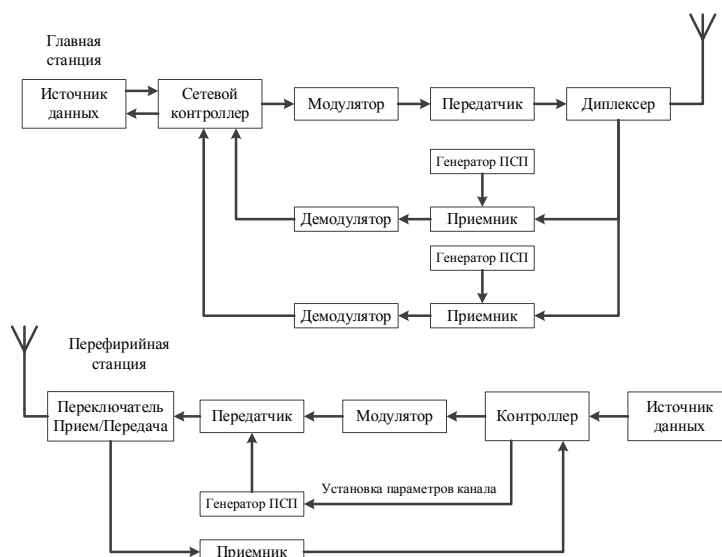 Главная
станция
Источник
данных
Сетевой
контроллер
Модулятор
Передатчик
Диплексер
Генератор ПСП
Демодулятор
Приемник
Генератор ПСП
Демодулятор
Приемник
Перефирийная
станция
Переключатель
Прием/Передача
Передатчик
Модулятор
Контроллер
Источник
данных
Генератор ПСП
Установка параметров канала
Приемник